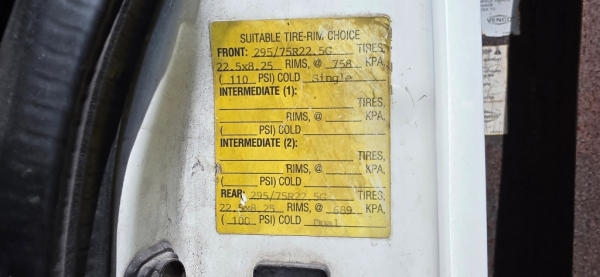 SUITABLE TIRE-RIM CHOICE
FRONT: 295/75R22.5G TIRES,
22.5x8.25 RIMS, @ 758 KPA,
( 110 PSI) COLD Single
INTERMEDIATE (1):
TIRES,
RIMS, @ KPA,
( PSI) COLD
INTERMEDIATE (2):
TIRES,
RIMS, @ KPA,
( PSI) COLD
REAR: 295/75R22.5G TIRES,
22.5x8.25 RIMS, @ 689 KPA,
( 100 PSI) COLD Dual
VENCO